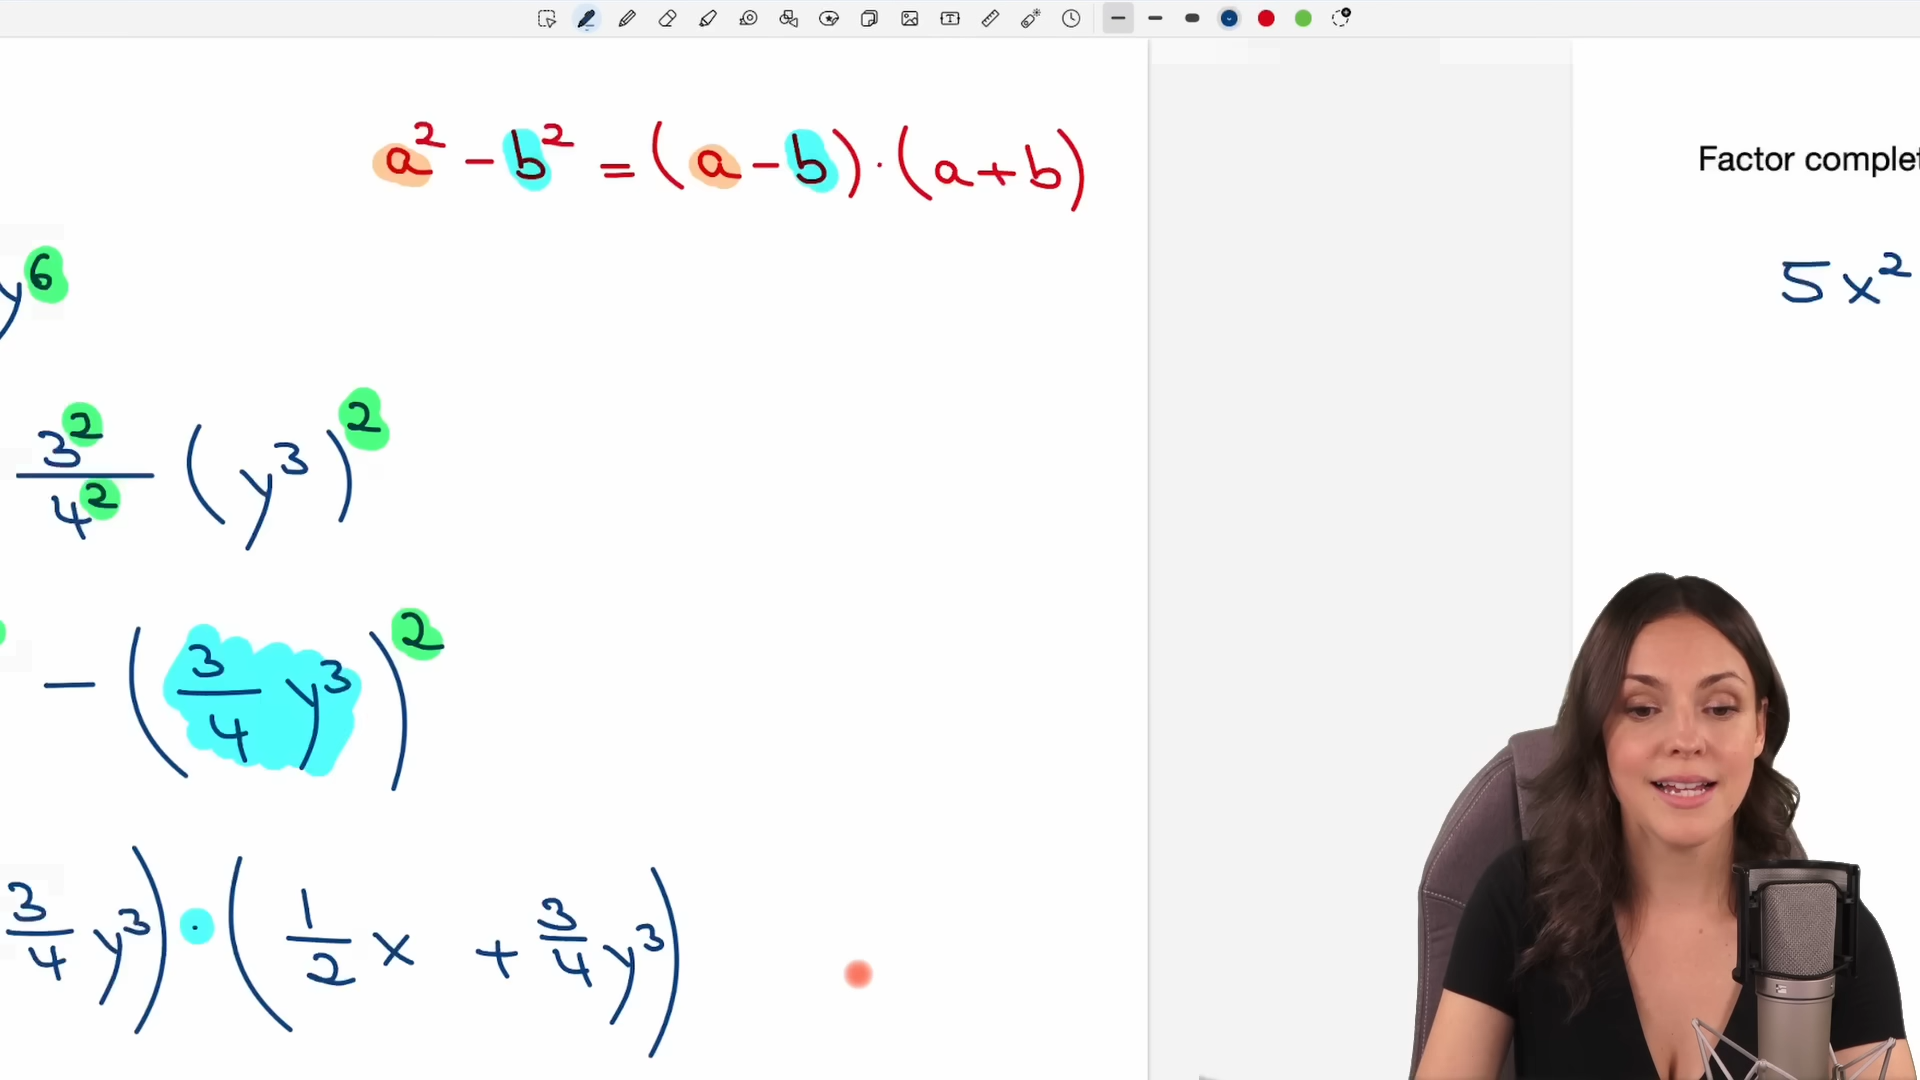 a² - b² = (a - b) · (a + b)
Factor complet
y⁶
5x²
3²/4² (y³)²
- (3/4 y³)²
3/4 y³) · (1/2 x + 3/4 y³)